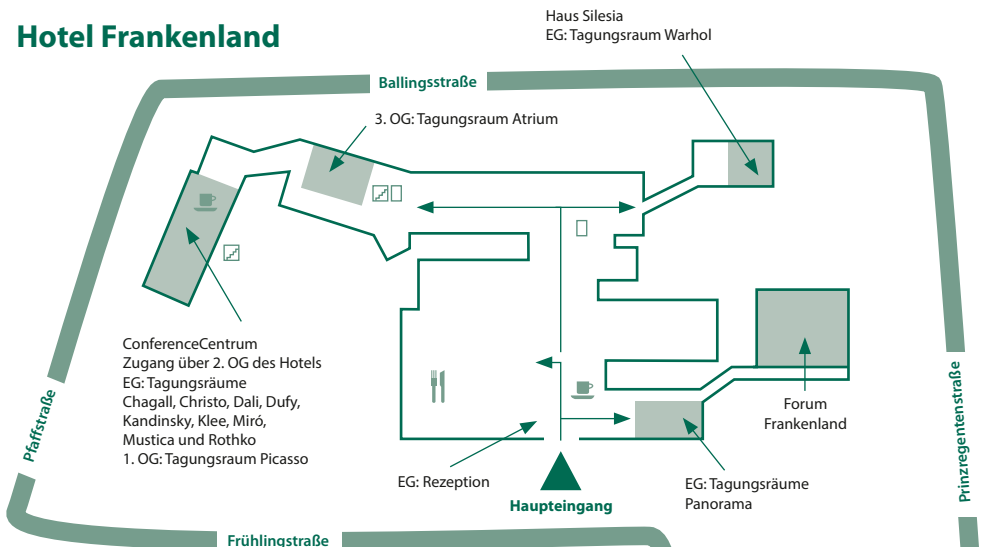 Hotel Frankenland
Haus Silesia
EG: Tagungsraum Warhol
Ballingsstraße
3. OG: Tagungsraum Atrium
ConferenceCentrum
Zugang über 2. OG des Hotels
EG: Tagungsräume
Chagall, Christo, Dali, Dufy,
Kandinsky, Klee, Miró,
Mustica und Rothko
1. OG: Tagungsraum Picasso
Pfaffstraße
EG: Rezeption
Haupteingang
EG: Tagungsräume
Panorama
Forum
Frankenland
Prinzregentenstraße
Frühlingstraße